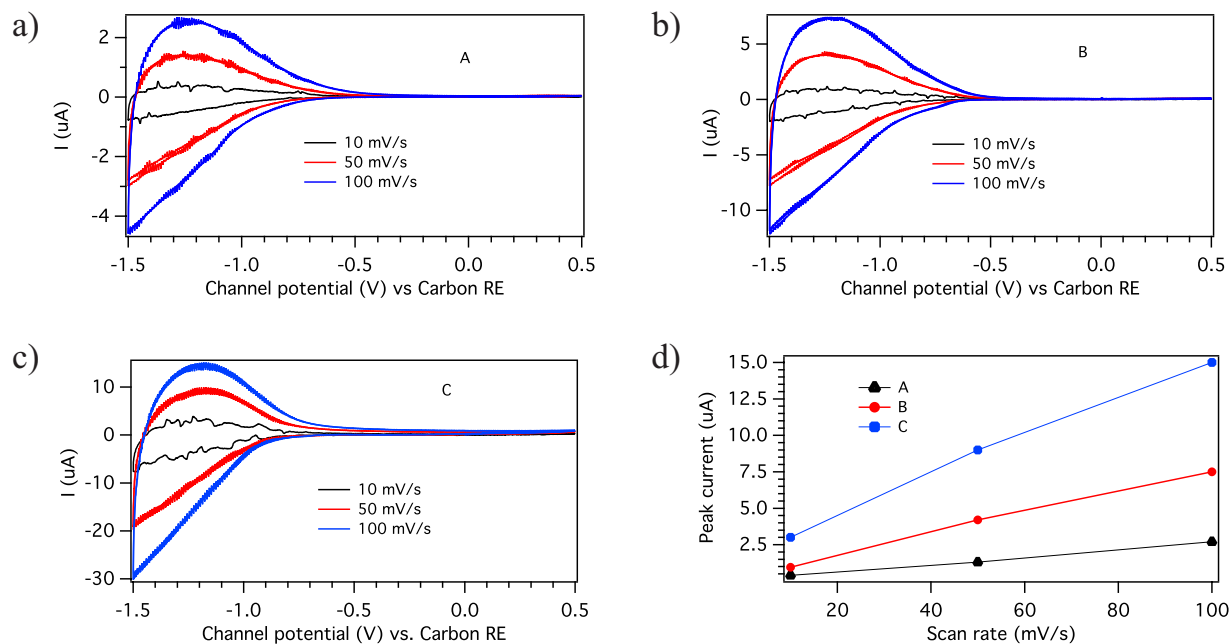 a)
A
I (uA)
2
0
-2
-4
10 mV/s
50 mV/s
100 mV/s
-1.5 -1.0 -0.5 0.0 0.5
Channel potential (V) vs Carbon RE
b)
B
I (uA)
5
0
-5
-10
10 mV/s
50 mV/s
100 mV/s
-1.5 -1.0 -0.5 0.0 0.5
Channel potential (V) vs Carbon RE
c)
C
I (uA)
10
0
-10
-20
-30
10 mV/s
50 mV/s
100 mV/s
-1.5 -1.0 -0.5 0.0 0.5
Channel potential (V) vs. Carbon RE
d)
Peak current (uA)
15.0
12.5
10.0
7.5
5.0
2.5
A
B
C
20 40 60 80 100
Scan rate (mV/s)